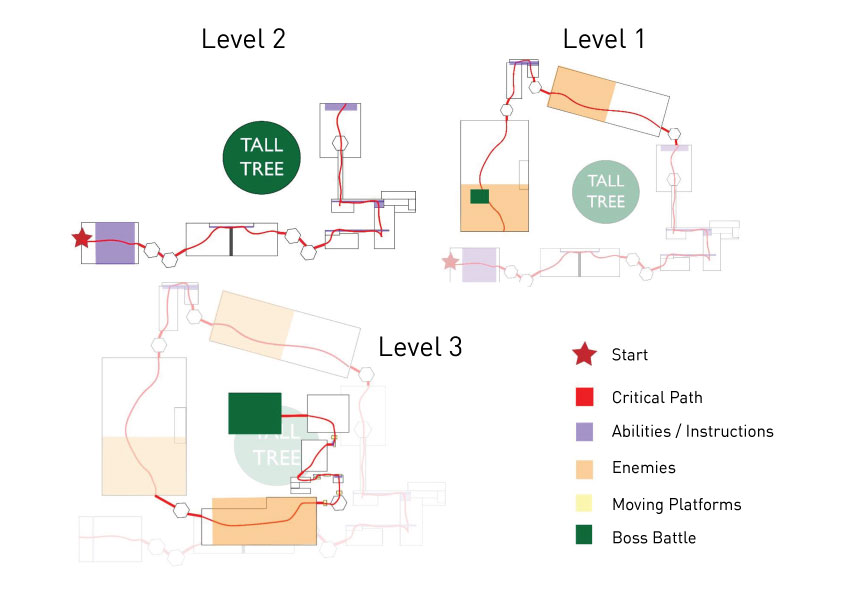 Level 2
Level 1
TALL
TREE
TALL
TREE
Level 3
TALL
TREE
Start
Critical Path
Abilities / Instructions
Enemies
Moving Platforms
Boss Battle